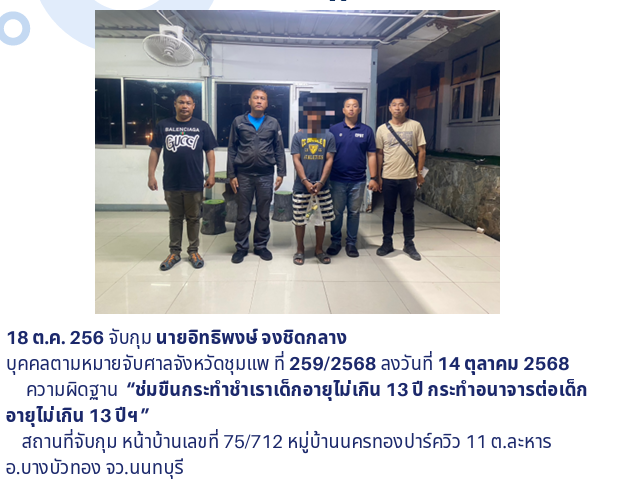 BALENCIAGA
GUCCI
18 ต.ค. 256 จับกุม นายอิทธิพงษ์ จงชิดกลาง
บุคคลตามหมายจับศาลจังหวัดชุมแพ ที่ 259/2568 ลงวันที่ 14 ตุลาคม 2568
ความผิดฐาน “ข่มขืนกระทำชำเราเด็กอายุไม่เกิน 13 ปี กระทำอนาจารต่อเด็ก
อายุไม่เกิน 13 ปีฯ”
สถานที่จับกุม หน้าบ้านเลขที่ 75/712 หมู่บ้านนครทองปาร์ควิว 11 ต.ละหาร
อ.บางบัวทอง จว.นนทบุรี